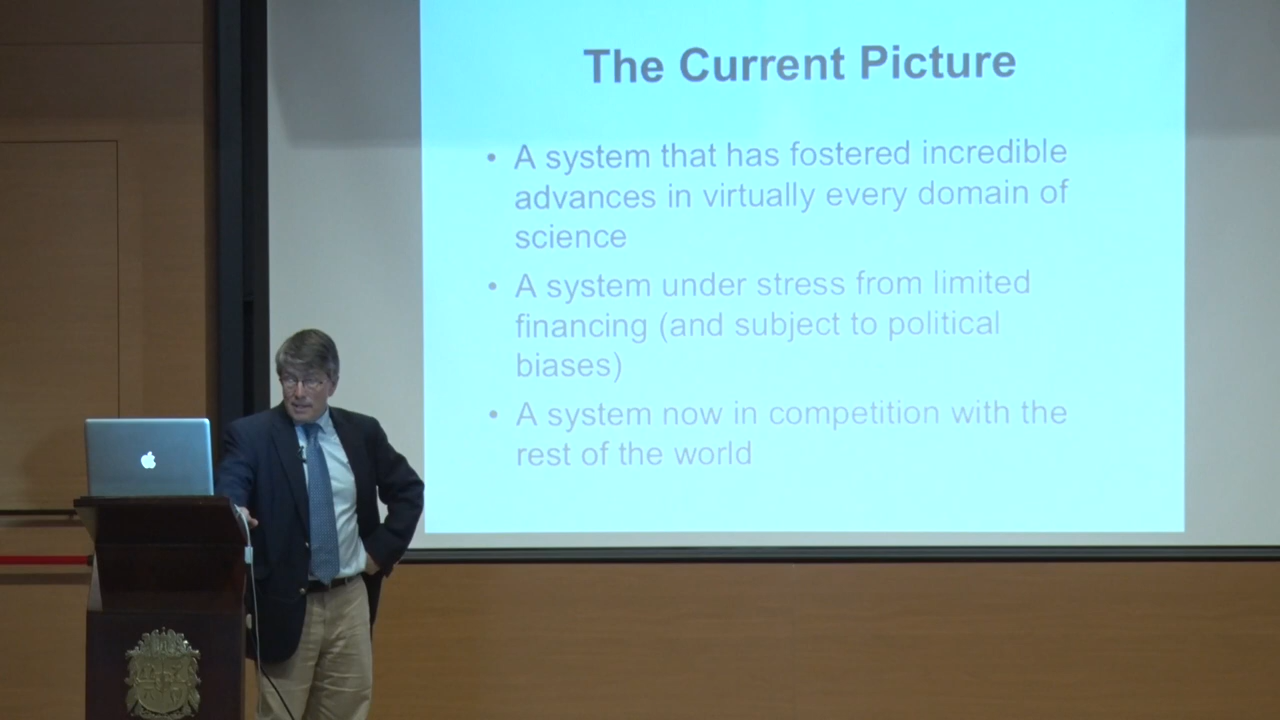 The Current Picture
• A system that has fostered incredible
advances in virtually every domain of
science
• A system under stress from limited
financing (and subject to political
biases)
• A system now in competition with the
rest of the world